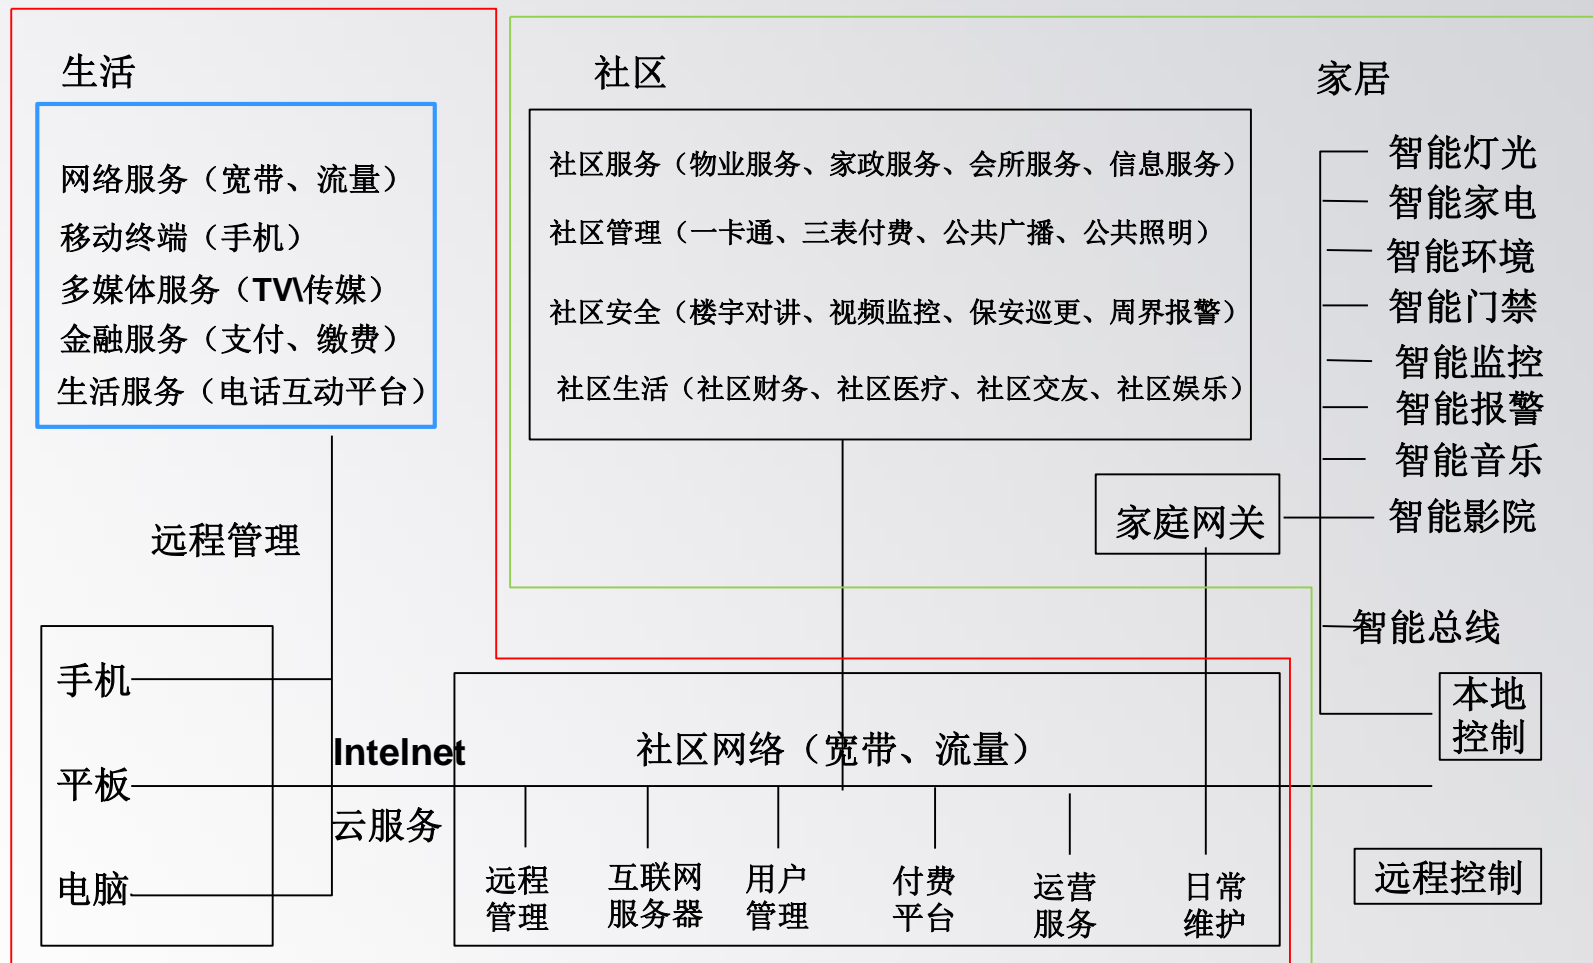 生活
网络服务（宽带、流量）
移动终端（手机）
多媒体服务（TV\传媒）
金融服务（支付、缴费）
生活服务（电话互动平台）
远程管理
手机
平板
电脑
Intelnet
云服务
社区
社区服务（物业服务、家政服务、会所服务、信息服务）
社区管理（一卡通、三表付费、公共广播、公共照明）
社区安全（楼宇对讲、视频监控、保安巡更、周界报警）
社区生活（社区财务、社区医疗、社区交友、社区娱乐）
家庭网关
社区网络（宽带、流量）
远程
管理
互联网
服务器
用户
管理
付费
平台
运营
服务
日常
维护
家居
智能灯光
智能家电
智能环境
智能门禁
智能监控
智能报警
智能音乐
智能影院
智能总线
本地
控制
远程控制